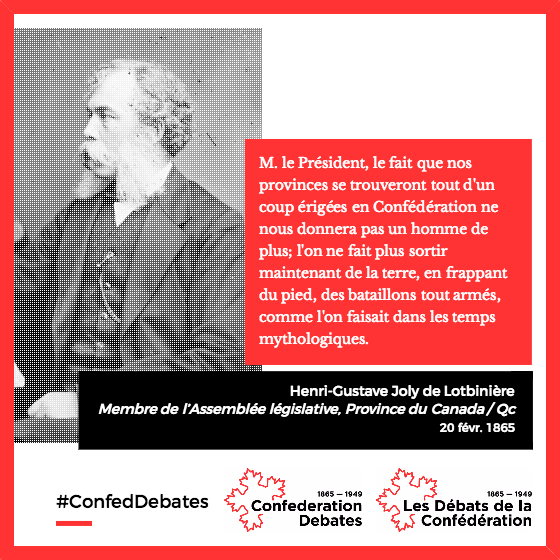 M. le Président, le fait que nos
provinces se trouveront tout d'un
coup érigées en Confédération ne
nous donnera pas un homme de
plus; l'on ne fait plus sortir
maintenant de la terre, en frappant
du pied, des bataillons tout armés,
comme l'on faisait dans les temps
mythologiques.
Henri-Gustave Joly de Lotbinière
Membre de l'Assemblée législative, Province du Canada / Qc
20 févr. 1865
#ConfedDebates
1865 — 1949
Confederation
Debates
1865 — 1949
Les Débats de la
Confédération